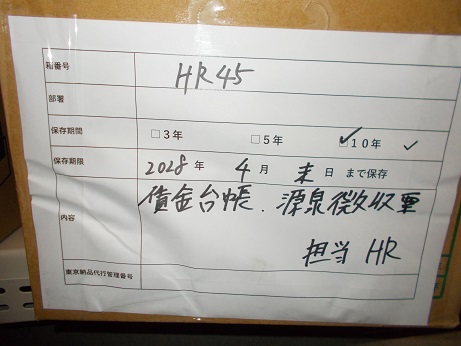 箱番号 HR45
部署
保存期間 □3年 □5年 ☑10年 ✓
保存期限 2028年 4月 末日 まで保存
内容 賃金台帳、源泉徴収票
担当 HR
東京納品代行管理番号